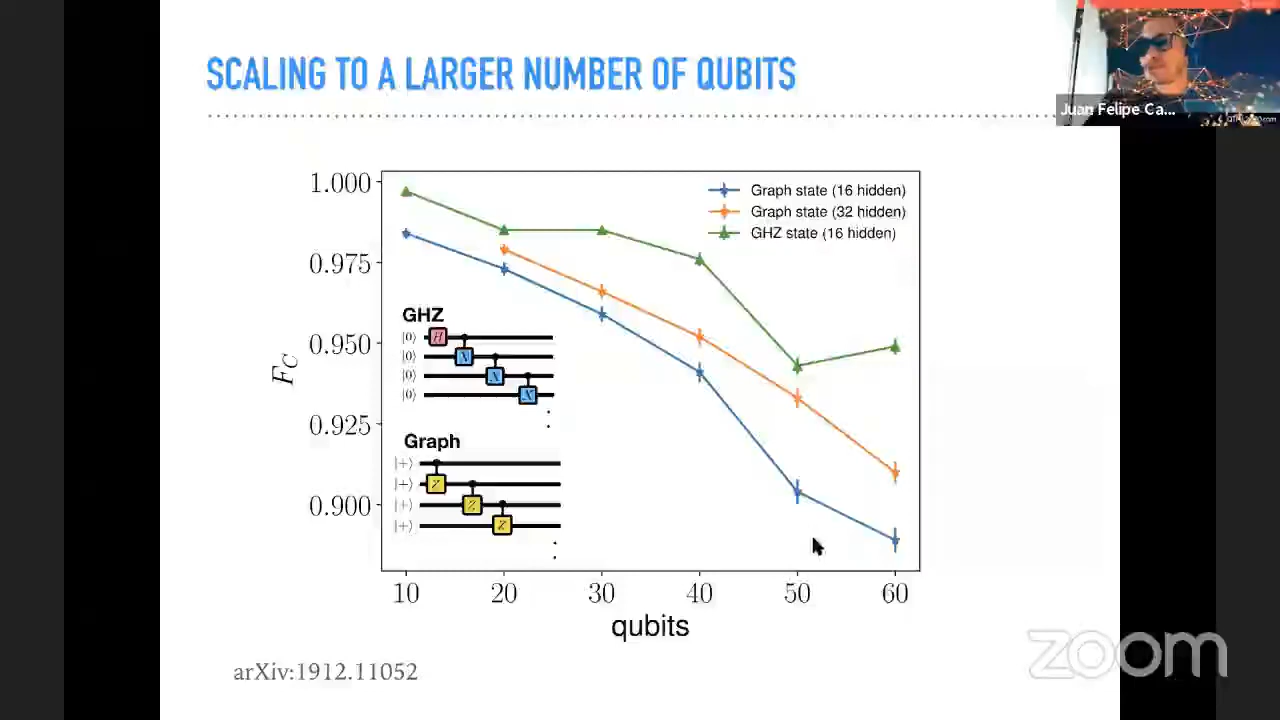 SCALING TO A LARGER NUMBER OF QUBITS
Juan Felipe Ca...
1.000
0.975
0.950
0.925
0.900
F_C
Graph state (16 hidden)
Graph state (32 hidden)
GHZ state (16 hidden)
GHZ
|0⟩ H
|0⟩ X
|0⟩ X
|0⟩ X
Graph
|+⟩
|+⟩ Z
|+⟩ Z
|+⟩ Z
10 20 30 40 50 60
qubits
arXiv:1912.11052
zoom